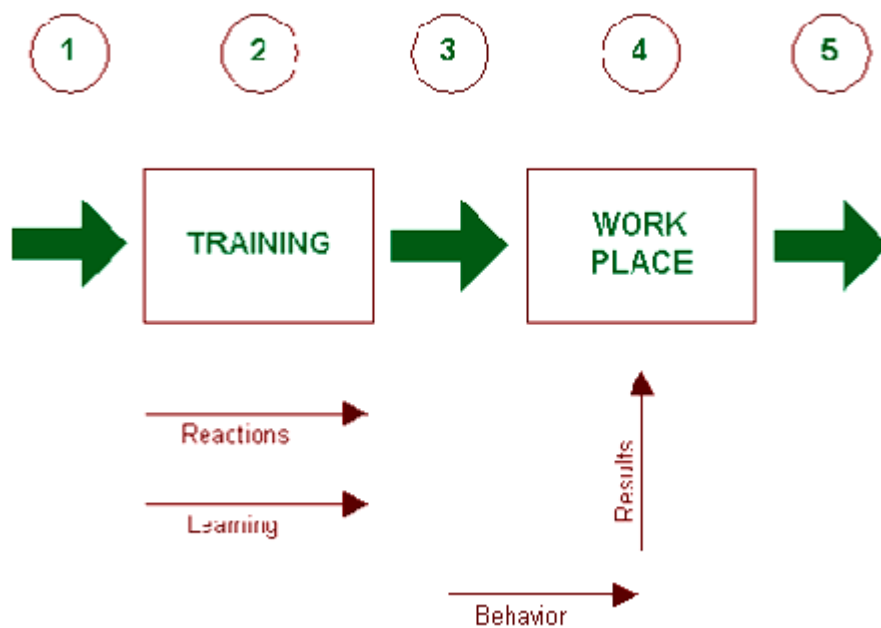 1 2 3 4 5
TRAINING
WORK
PLACE
Reactions
Learning
Results
Behavior